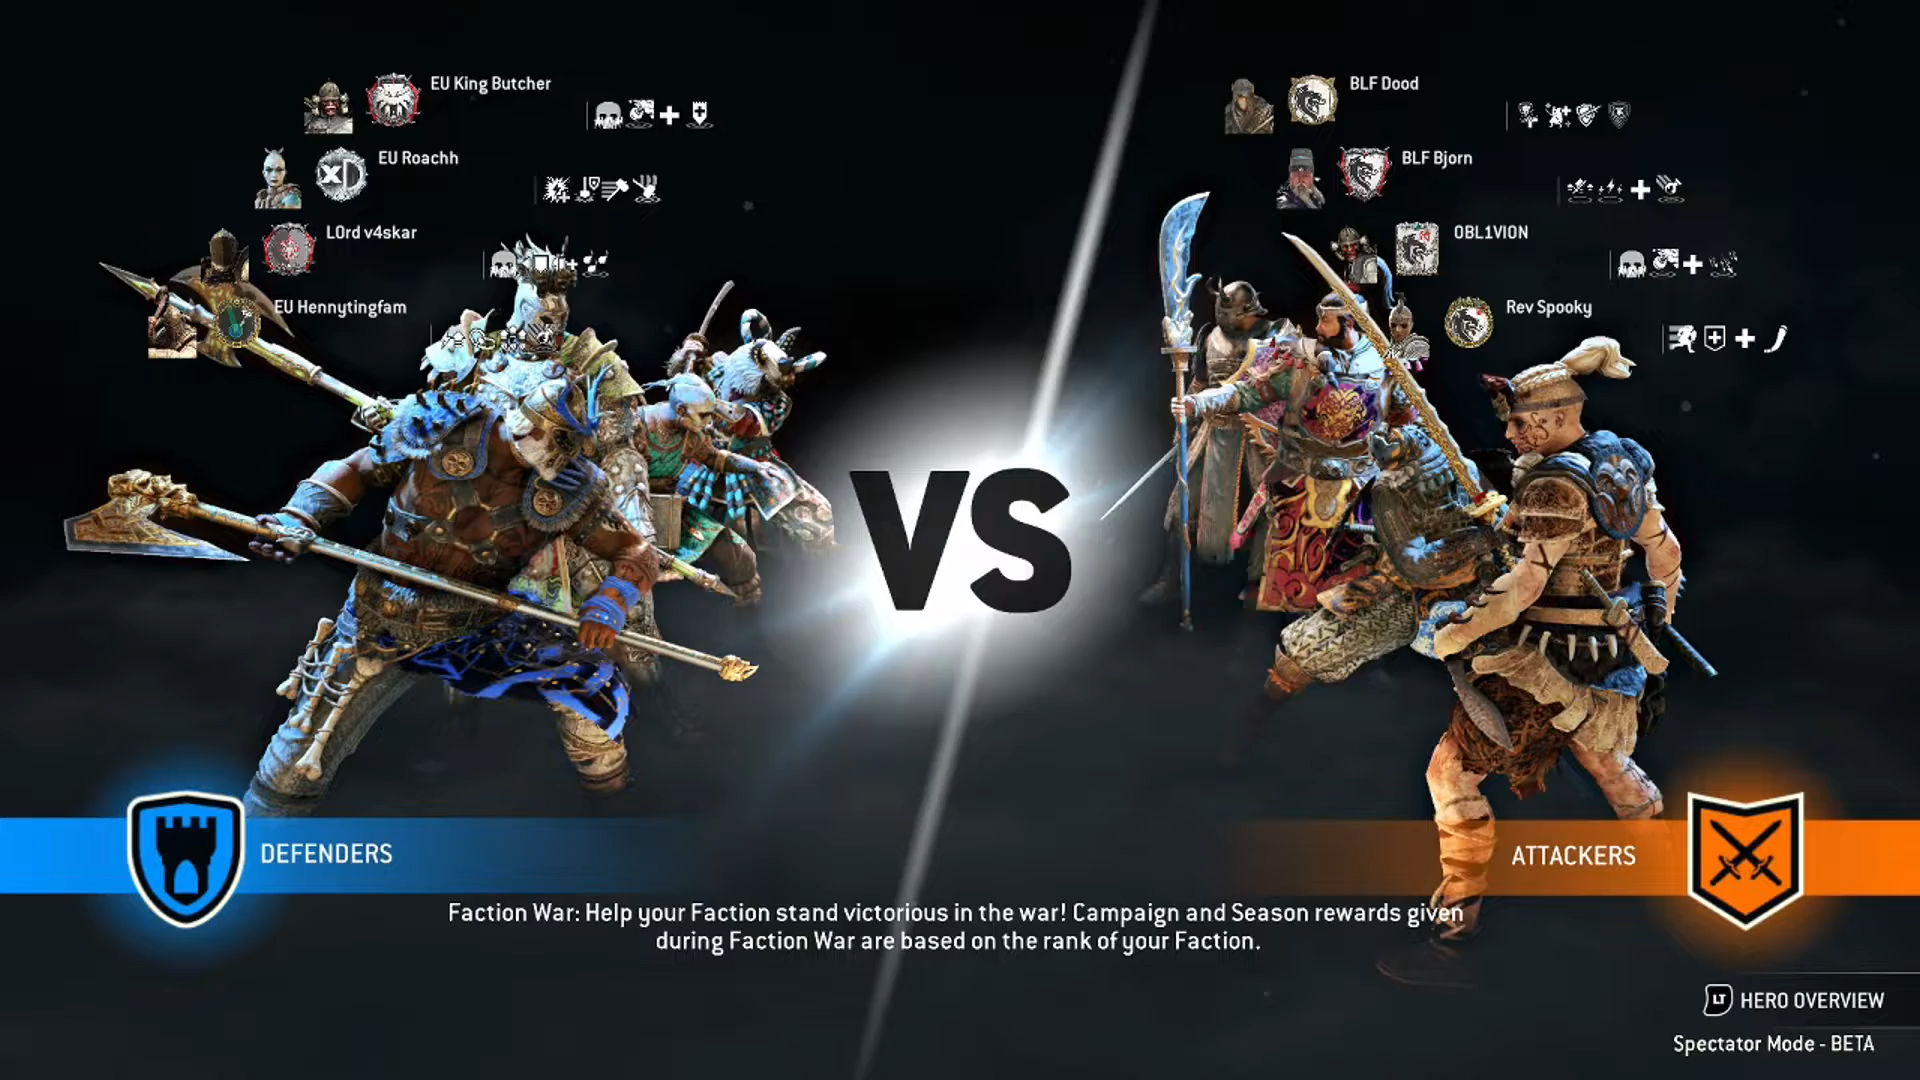 EU King Butcher
EU Roachh
L0rd v4skar
EU Hennytingfam
BLF Dood
BLF Bjorn
OBL1VION
Rev Spooky
XD
VS
DEFENDERS
ATTACKERS
Faction War: Help your Faction stand victorious in the war! Campaign and Season rewards given
during Faction War are based on the rank of your Faction.
LT HERO OVERVIEW
Spectator Mode - BETA